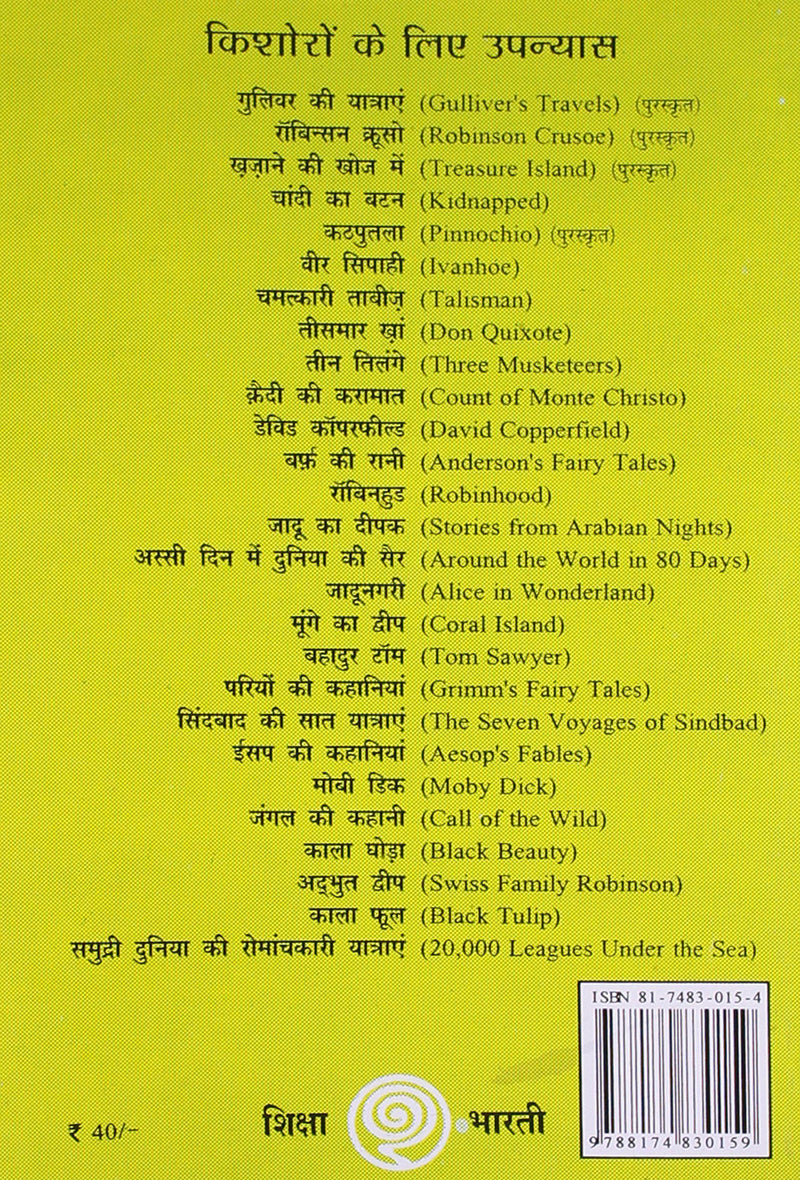 किशोरों के लिए उपन्यास
गुलिवर की यात्राएं (Gulliver's Travels) (पुरस्कृत)
रॉबिन्सन क्रूसो (Robinson Crusoe) (पुरस्कृत)
ख़ज़ाने की खोज में (Treasure Island) (पुरस्कृत)
चांदी का बटन (Kidnapped)
कठपुतला (Pinnochio) (पुरस्कृत)
वीर सिपाही (Ivanhoe)
चमत्कारी तावीज़ (Talisman)
तीसमार ख़ां (Don Quixote)
तीन तिलंगे (Three Musketeers)
क़ैदी की करामात (Count of Monte Christo)
डेविड कॉपरफील्ड (David Copperfield)
बर्फ़ की रानी (Anderson's Fairy Tales)
रॉबिनहुड (Robinhood)
जादू का दीपक (Stories from Arabian Nights)
अस्सी दिन में दुनिया की सैर (Around the World in 80 Days)
जादूनगरी (Alice in Wonderland)
मूंगे का द्वीप (Coral Island)
बहादुर टॉम (Tom Sawyer)
परियों की कहानियां (Grimm's Fairy Tales)
सिंदबाद की सात यात्राएं (The Seven Voyages of Sindbad)
ईसप की कहानियां (Aesop's Fables)
मोबी डिक (Moby Dick)
जंगल की कहानी (Call of the Wild)
काला घोड़ा (Black Beauty)
अद्भुत द्वीप (Swiss Family Robinson)
काला फूल (Black Tulip)
समुद्री दुनिया की रोमांचकारी यात्राएं (20,000 Leagues Under the Sea)
ISBN 81-7483-015-4
9788174830159
₹ 40/-
शिक्षा भारती